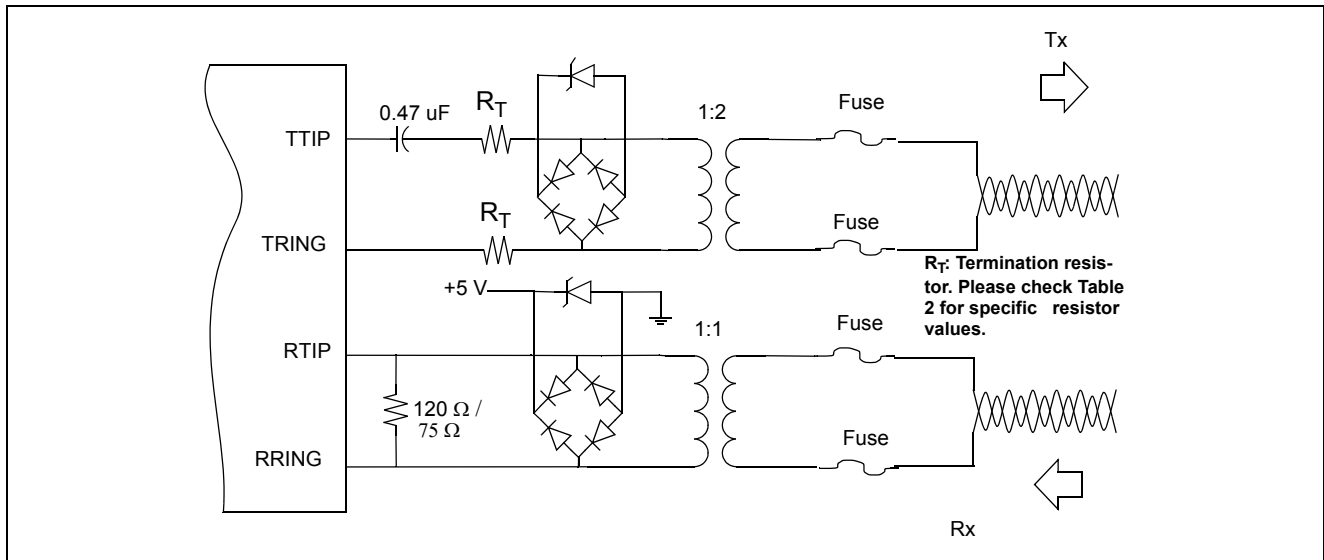 Tx
TTIP
0.47 uF
RT
1:2
Fuse
TRING
RT
Fuse
RT: Termination resis-
tor. Please check Table
2 for specific resistor
values.
+5 V
1:1
Fuse
RTIP
120 Ω /
75 Ω
RRING
Fuse
Rx